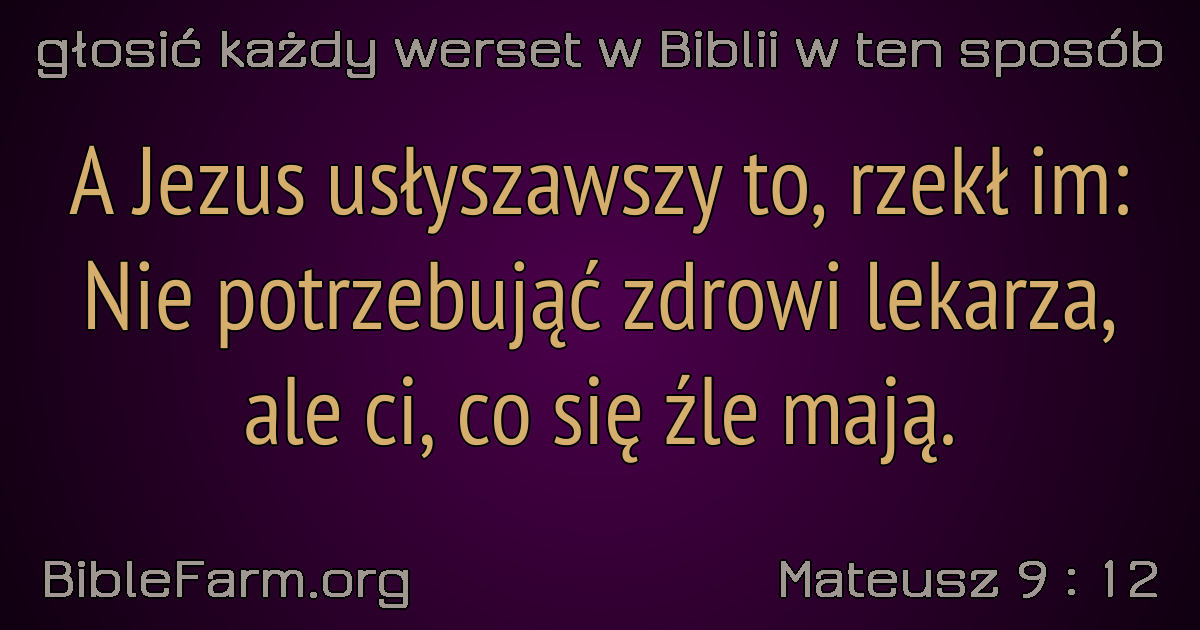 głosić każdy werset w Biblii w ten sposób
A Jezus usłyszawszy to, rzekł im:
Nie potrzebująć zdrowi lekarza,
ale ci, co się źle mają.
BibleFarm.org
Mateusz 9 : 12